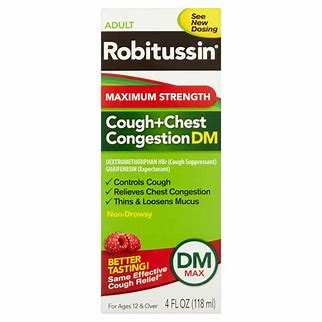 ADULT
See
New
Dosing
Robitussin®
MAXIMUM STRENGTH
Cough+Chest
Congestion DM
DEXTROMETHORPHAN HBr (Cough Suppressant)
GUAIFENESIN (Expectorant)
✓ Controls Cough
✓ Relieves Chest Congestion
✓ Thins & Loosens Mucus
Non-Drowsy
BETTER
TASTING!
Same Effective
Cough Relief*
DM
MAX
For Ages 12 & Over
4 FL OZ (118 ml)